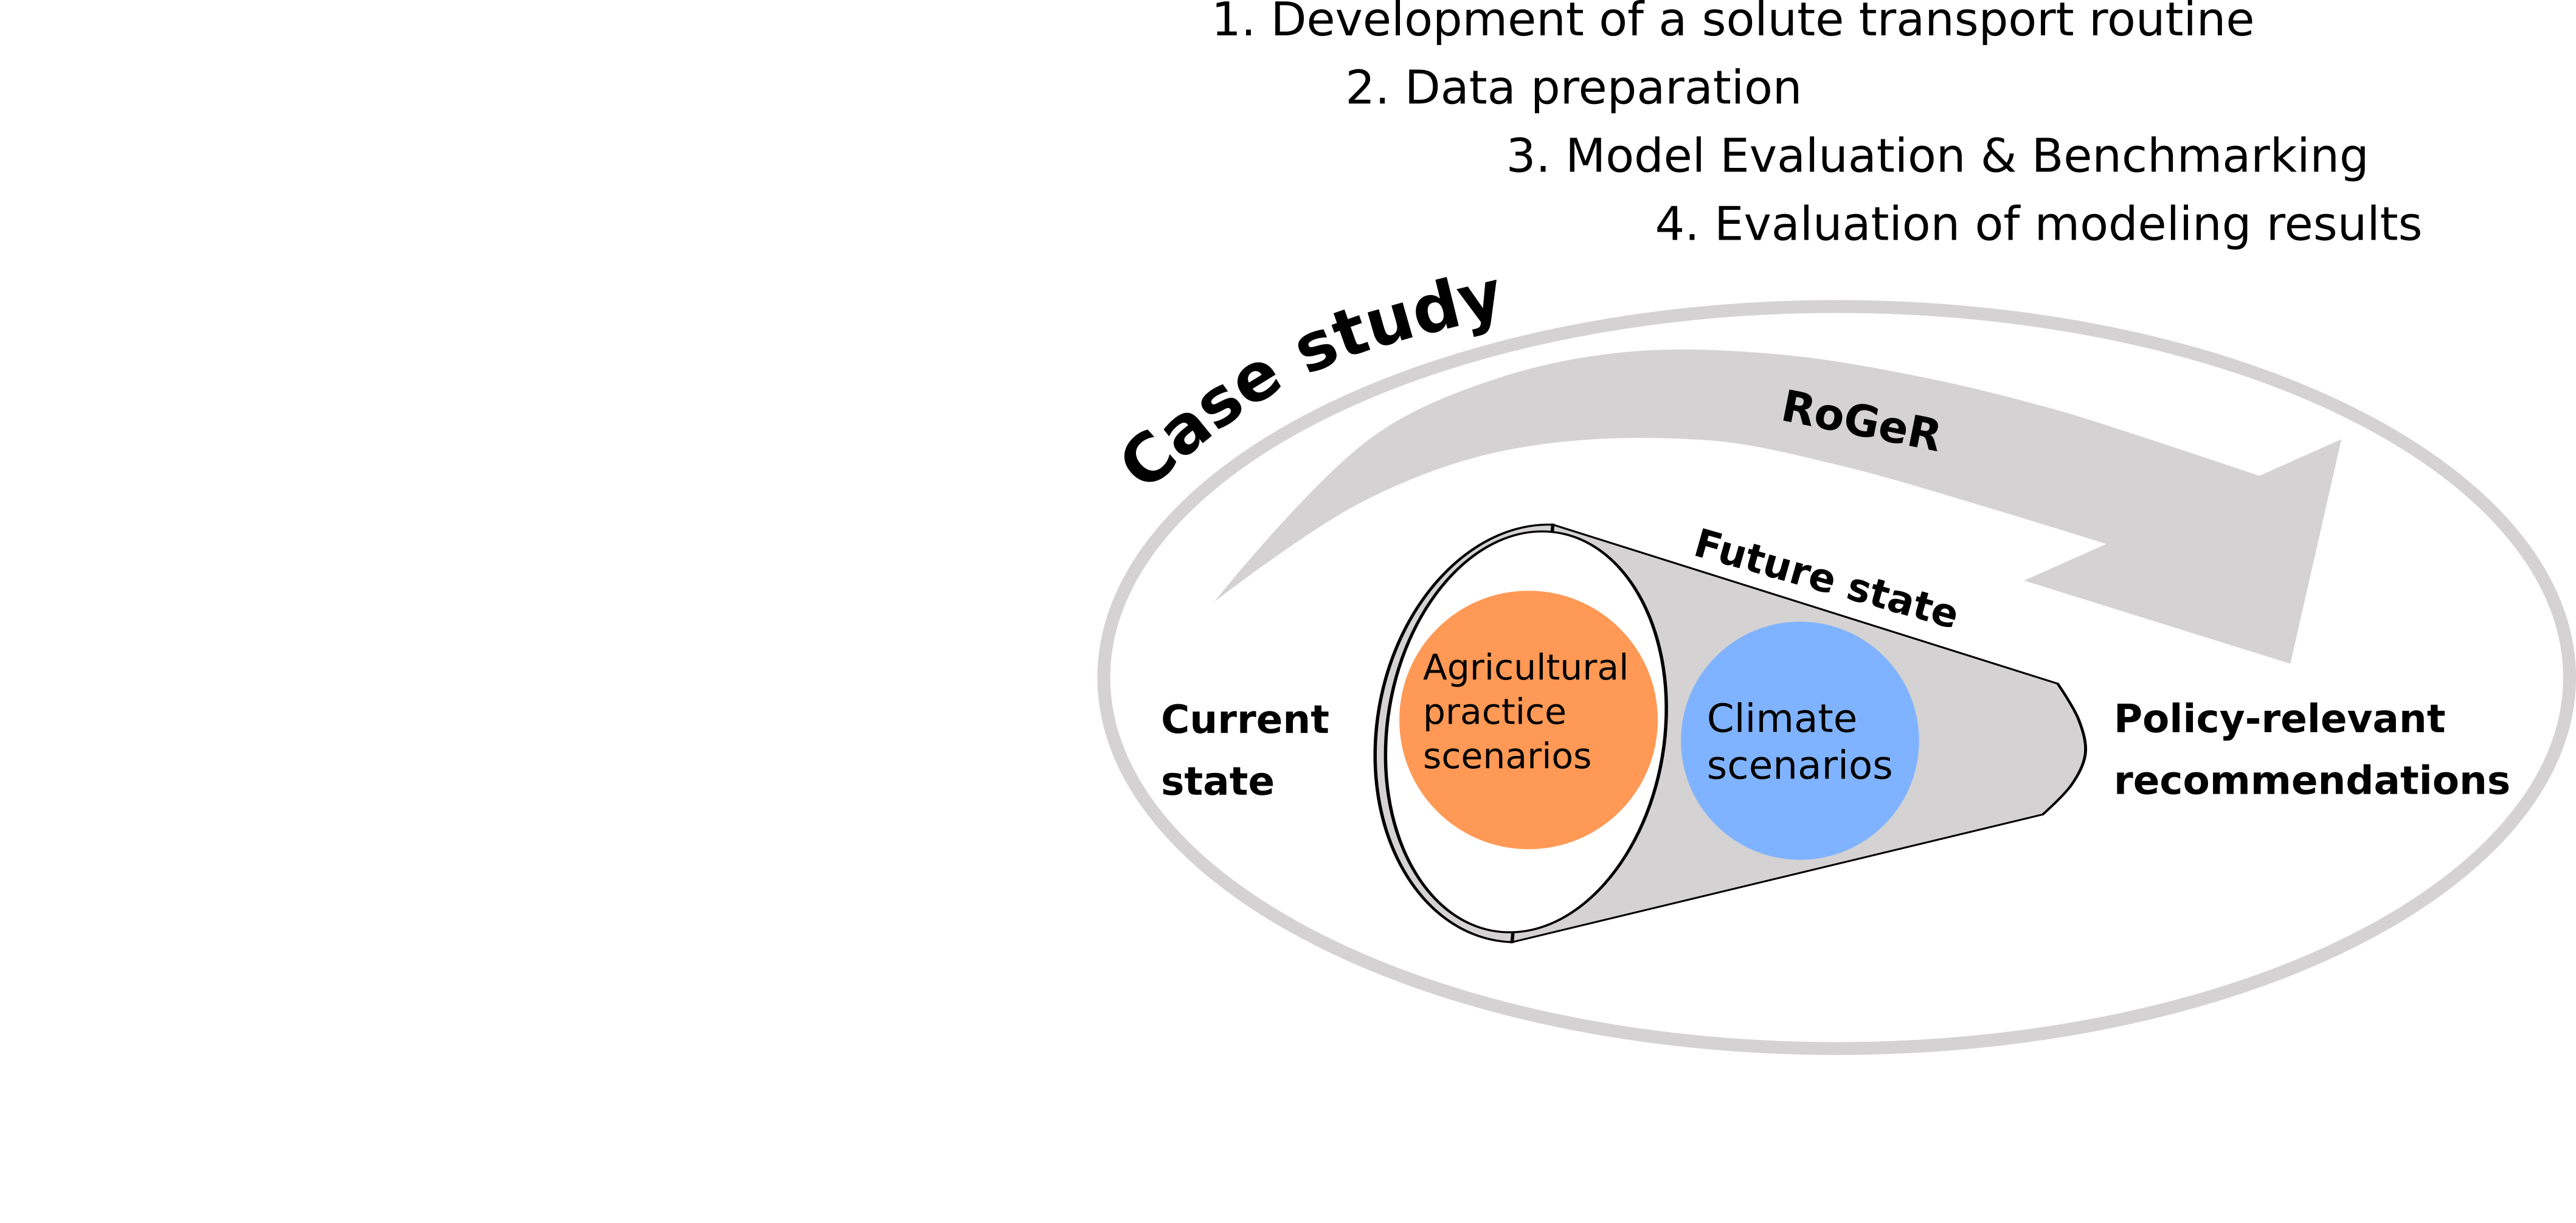 1. Development of a solute transport routine
2. Data preparation
3. Model Evaluation & Benchmarking
4. Evaluation of modeling results
Case study
RoGeR
Future state
Current
state
Agricultural
practice
scenarios
Climate
scenarios
Policy-relevant
recommendations